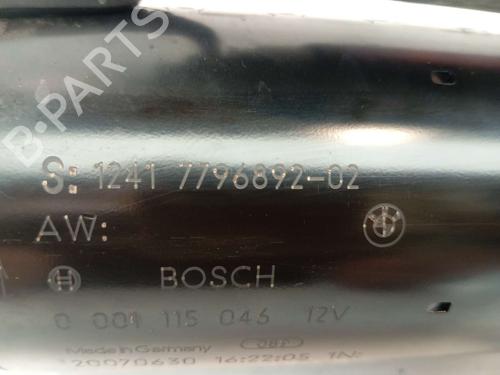 B-PARTS
S: 1241 7796892-02
AW:
BOSCH
0 001 115 046 12V
Made in Germany
20070630 16:22:05